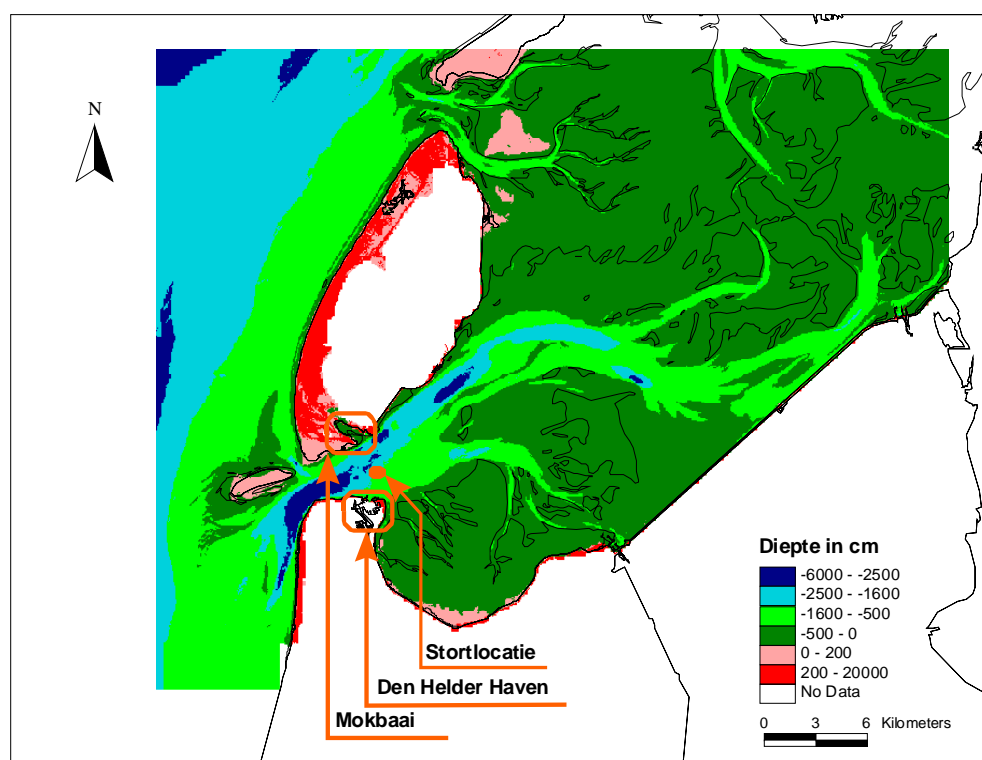 N
Stortlocatie
Den Helder Haven
Mokbaai
Diepte in cm
-6000 - -2500
-2500 - -1600
-1600 - -500
-500 - 0
0 - 200
200 - 20000
No Data
0 3 6 Kilometers